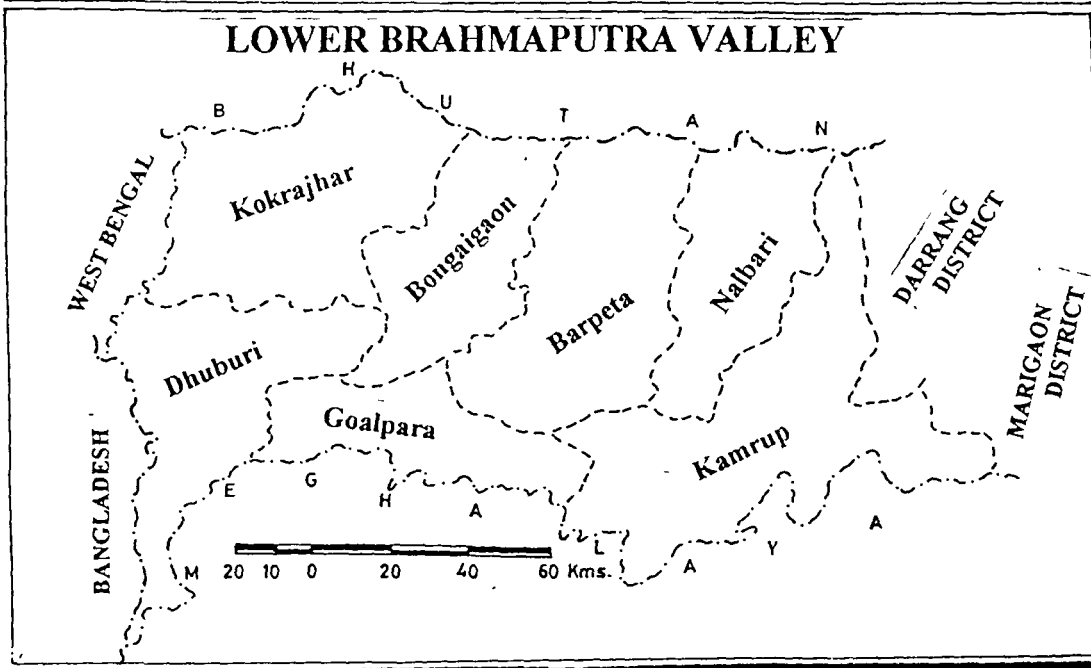 LOWER BRAHMAPUTRA VALLEY
B H U T A N
WEST BENGAL
Kokrajhar
Bongaigaon
Barpeta
Nalbari
DARRANG
DISTRICT
MARIGAON
DISTRICT
Dhuburi
Goalpara
Kamrup
BANGLADESH
M E G H A L A Y A
20 10 0 20 40 60 Kms.